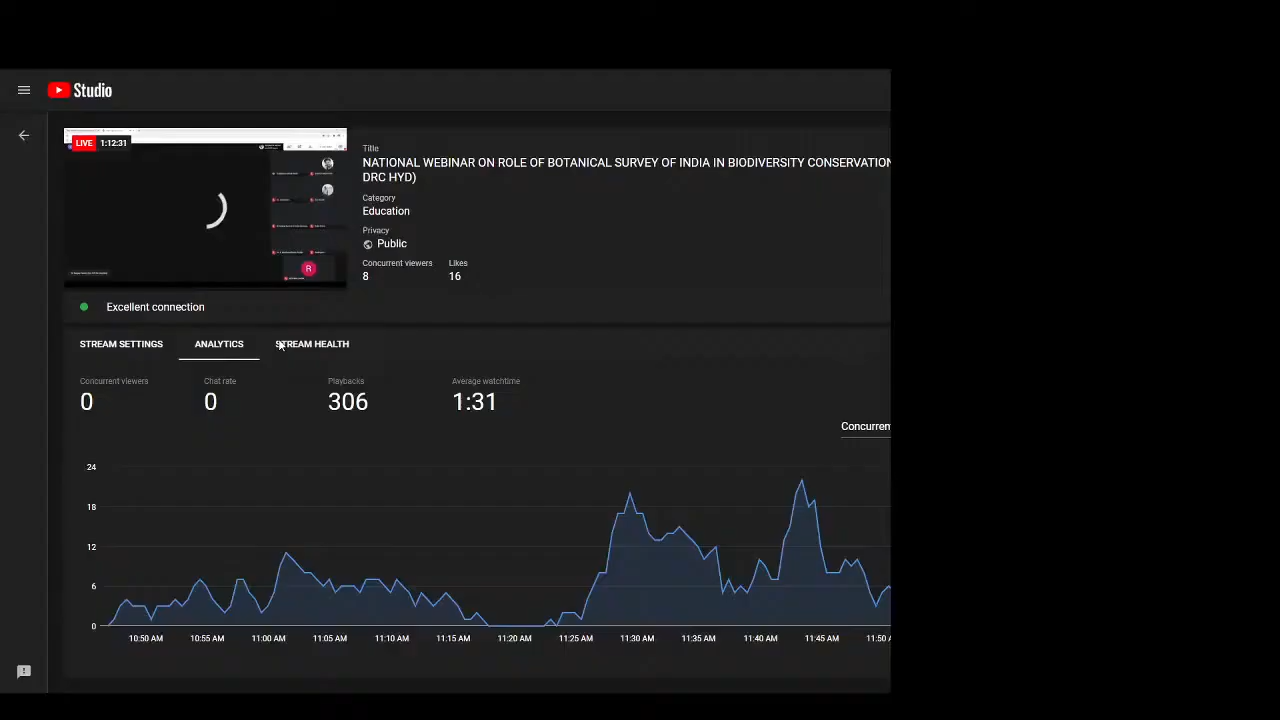 Studio
LIVE 1:12:31
Title
NATIONAL WEBINAR ON ROLE OF BOTANICAL SURVEY OF INDIA IN BIODIVERSITY CONSERVATION
DRC HYD)
Category
Education
Privacy
Public
Concurrent viewers Likes
8 16
R
Excellent connection
STREAM SETTINGS ANALYTICS STREAM HEALTH
Concurrent viewers Chat rate Playbacks Average watchtime
0 0 306 1:31
Concurren
24
18
12
6
0
10:50 AM 10:55 AM 11:00 AM 11:05 AM 11:10 AM 11:15 AM 11:20 AM 11:25 AM 11:30 AM 11:35 AM 11:40 AM 11:45 AM 11:50 A